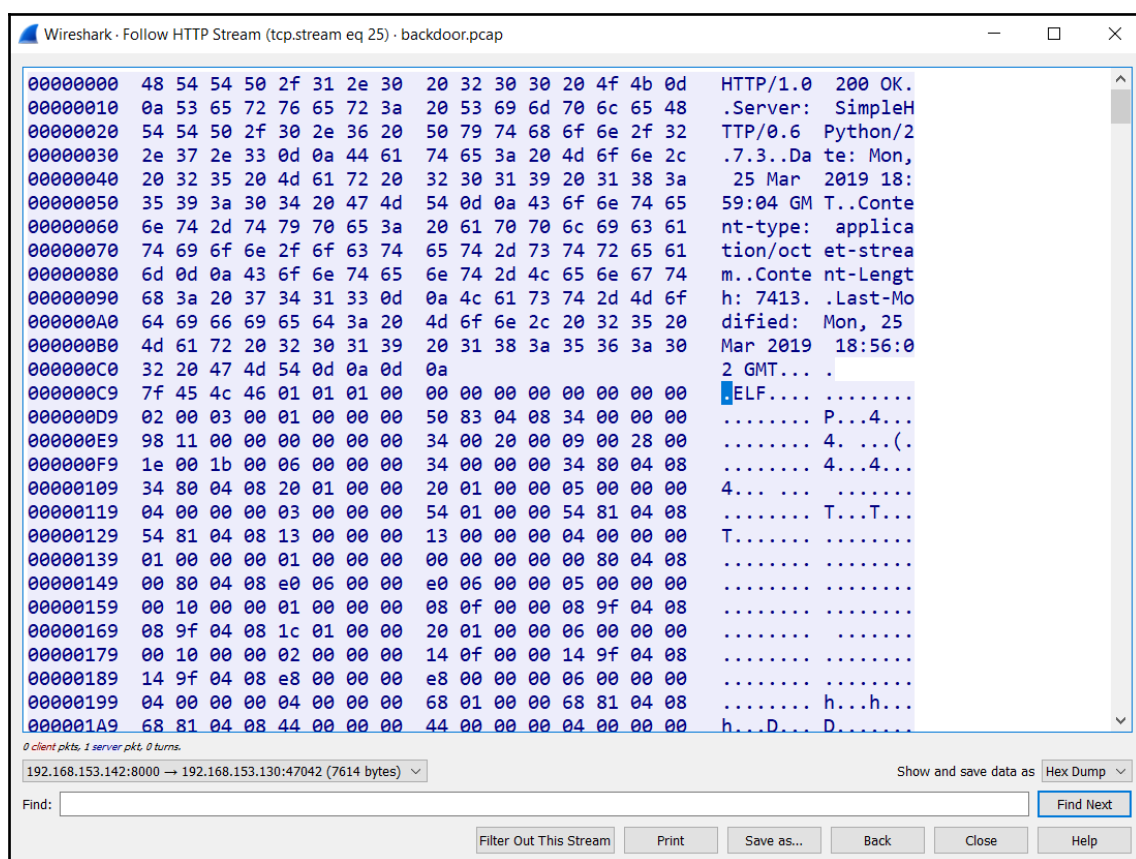 Wireshark · Follow HTTP Stream (tcp.stream eq 25) · backdoor.pcap
00000000 48 54 54 50 2f 31 2e 30 20 32 30 30 20 4f 4b 0d HTTP/1.0 200 OK.
00000010 0a 53 65 72 76 65 72 3a 20 53 69 6d 70 6c 65 48 .Server: SimpleH
00000020 54 54 50 2f 30 2e 36 20 50 79 74 68 6f 6e 2f 32 TTP/0.6 Python/2
00000030 2e 37 2e 33 0d 0a 44 61 74 65 3a 20 4d 6f 6e 2c .7.3..Da te: Mon,
00000040 20 32 35 20 4d 61 72 20 32 30 31 39 20 31 38 3a 25 Mar 2019 18:
00000050 35 39 3a 30 34 20 47 4d 54 0d 0a 43 6f 6e 74 65 59:04 GM T..Conte
00000060 6e 74 2d 74 79 70 65 3a 20 61 70 70 6c 69 63 61 nt-type: applica
00000070 74 69 6f 6e 2f 6f 63 74 65 74 2d 73 74 72 65 61 tion/oct et-strea
00000080 6d 0d 0a 43 6f 6e 74 65 6e 74 2d 4c 65 6e 67 74 m..Conte nt-Lengt
00000090 68 3a 20 37 34 31 33 0d 0a 4c 61 73 74 2d 4d 6f h: 7413. .Last-Mo
000000A0 64 69 66 69 65 64 3a 20 4d 6f 6e 2c 20 32 35 20 dified: Mon, 25
000000B0 4d 61 72 20 32 30 31 39 20 31 38 3a 35 36 3a 30 Mar 2019 18:56:0
000000C0 32 20 47 4d 54 0d 0a 0d 0a 2 GMT... .
000000C9 7f 45 4c 46 01 01 01 00 00 00 00 00 00 00 00 00 .ELF.... ........
000000D9 02 00 03 00 01 00 00 00 50 83 04 08 34 00 00 00 ........ P...4...
000000E9 98 11 00 00 00 00 00 00 34 00 20 00 09 00 28 00 ........ 4. ...(.
000000F9 1e 00 1b 00 06 00 00 00 34 00 00 00 34 80 04 08 ........ 4...4...
00000109 34 80 04 08 20 01 00 00 20 01 00 00 05 00 00 00 4... ... .......
00000119 04 00 00 00 03 00 00 00 54 01 00 00 54 81 04 08 ........ T...T...
00000129 54 81 04 08 13 00 00 00 13 00 00 00 04 00 00 00 T....... ........
00000139 01 00 00 00 01 00 00 00 00 00 00 00 00 80 04 08 ........ ........
00000149 00 80 04 08 e0 06 00 00 e0 06 00 00 05 00 00 00 ........ ........
00000159 00 10 00 00 01 00 00 00 08 0f 00 00 08 9f 04 08 ........ ........
00000169 08 9f 04 08 1c 01 00 00 20 01 00 00 06 00 00 00 ........ .......
00000179 00 10 00 00 02 00 00 00 14 0f 00 00 14 9f 04 08 ........ ........
00000189 14 9f 04 08 e8 00 00 00 e8 00 00 00 06 00 00 00 ........ ........
00000199 04 00 00 00 04 00 00 00 68 01 00 00 68 81 04 08 ........ h...h...
000001A9 68 81 04 08 44 00 00 00 44 00 00 00 04 00 00 00 h...D... D.......
0 client pkts, 1 server pkt, 0 turns.
192.168.153.142:8000 → 192.168.153.130:47042 (7614 bytes) Show and save data as Hex Dump
Find: Find Next
Filter Out This Stream Print Save as... Back Close Help